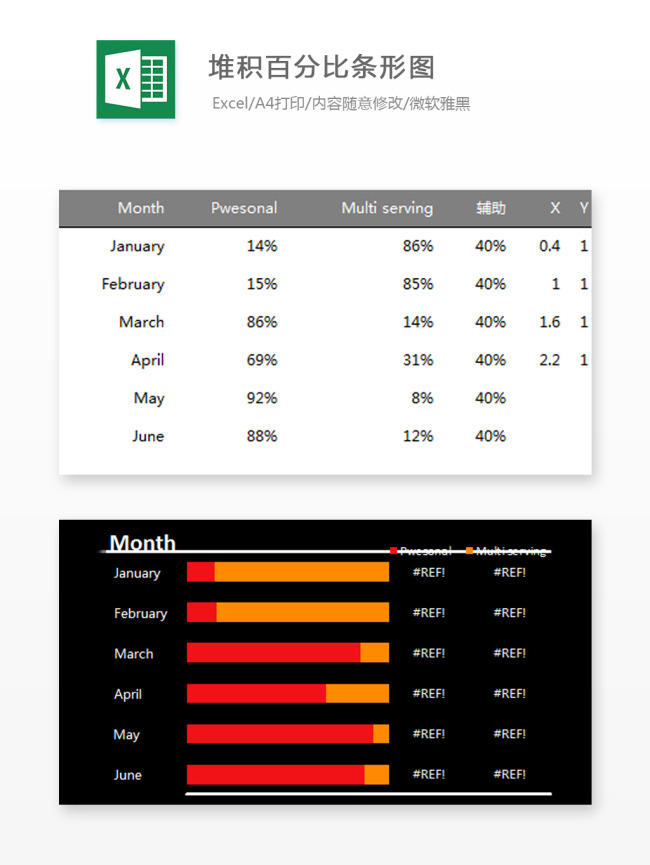 X
堆积百分比条形图
Excel/A4打印/内容随意修改/微软雅黑
Month Pwesonal Multi serving 辅助 X Y
January 14% 86% 40% 0.4 1
February 15% 85% 40% 1 1
March 86% 14% 40% 1.6 1
April 69% 31% 40% 2.2 1
May 92% 8% 40%
June 88% 12% 40%
Month Pwesonal Multi serving
January #REF! #REF!
February #REF! #REF!
March #REF! #REF!
April #REF! #REF!
May #REF! #REF!
June #REF! #REF!